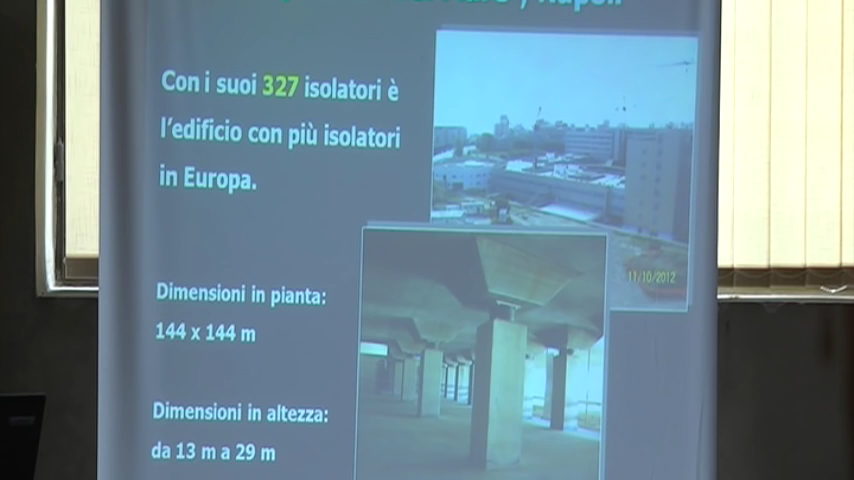 Napoli
Con i suoi 327 isolatori è
l'edificio con più isolatori
in Europa.
11/10/2012
Dimensioni in pianta:
144 x 144 m
Dimensioni in altezza:
da 13 m a 29 m